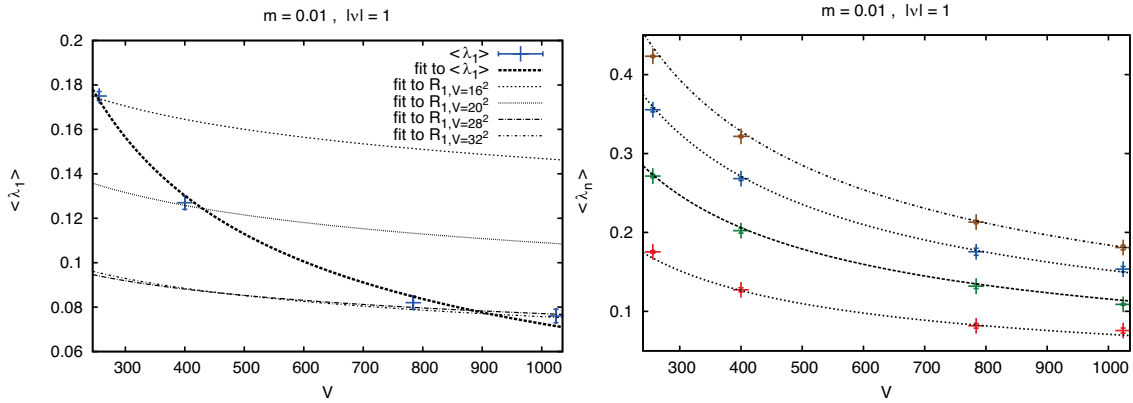 m = 0.01 , |ν| = 1
0.2
0.18
0.16
0.14
0.12
0.1
0.08
0.06
< λ1 >
300 400 500 600 700 800 900 1000
V
< λ1 >
fit to < λ1 >
fit to R1,V=16²
fit to R1,V=20²
fit to R1,V=28²
fit to R1,V=32²
m = 0.01 , |ν| = 1
0.4
0.3
0.2
0.1
< λn >
300 400 500 600 700 800 900 1000
V